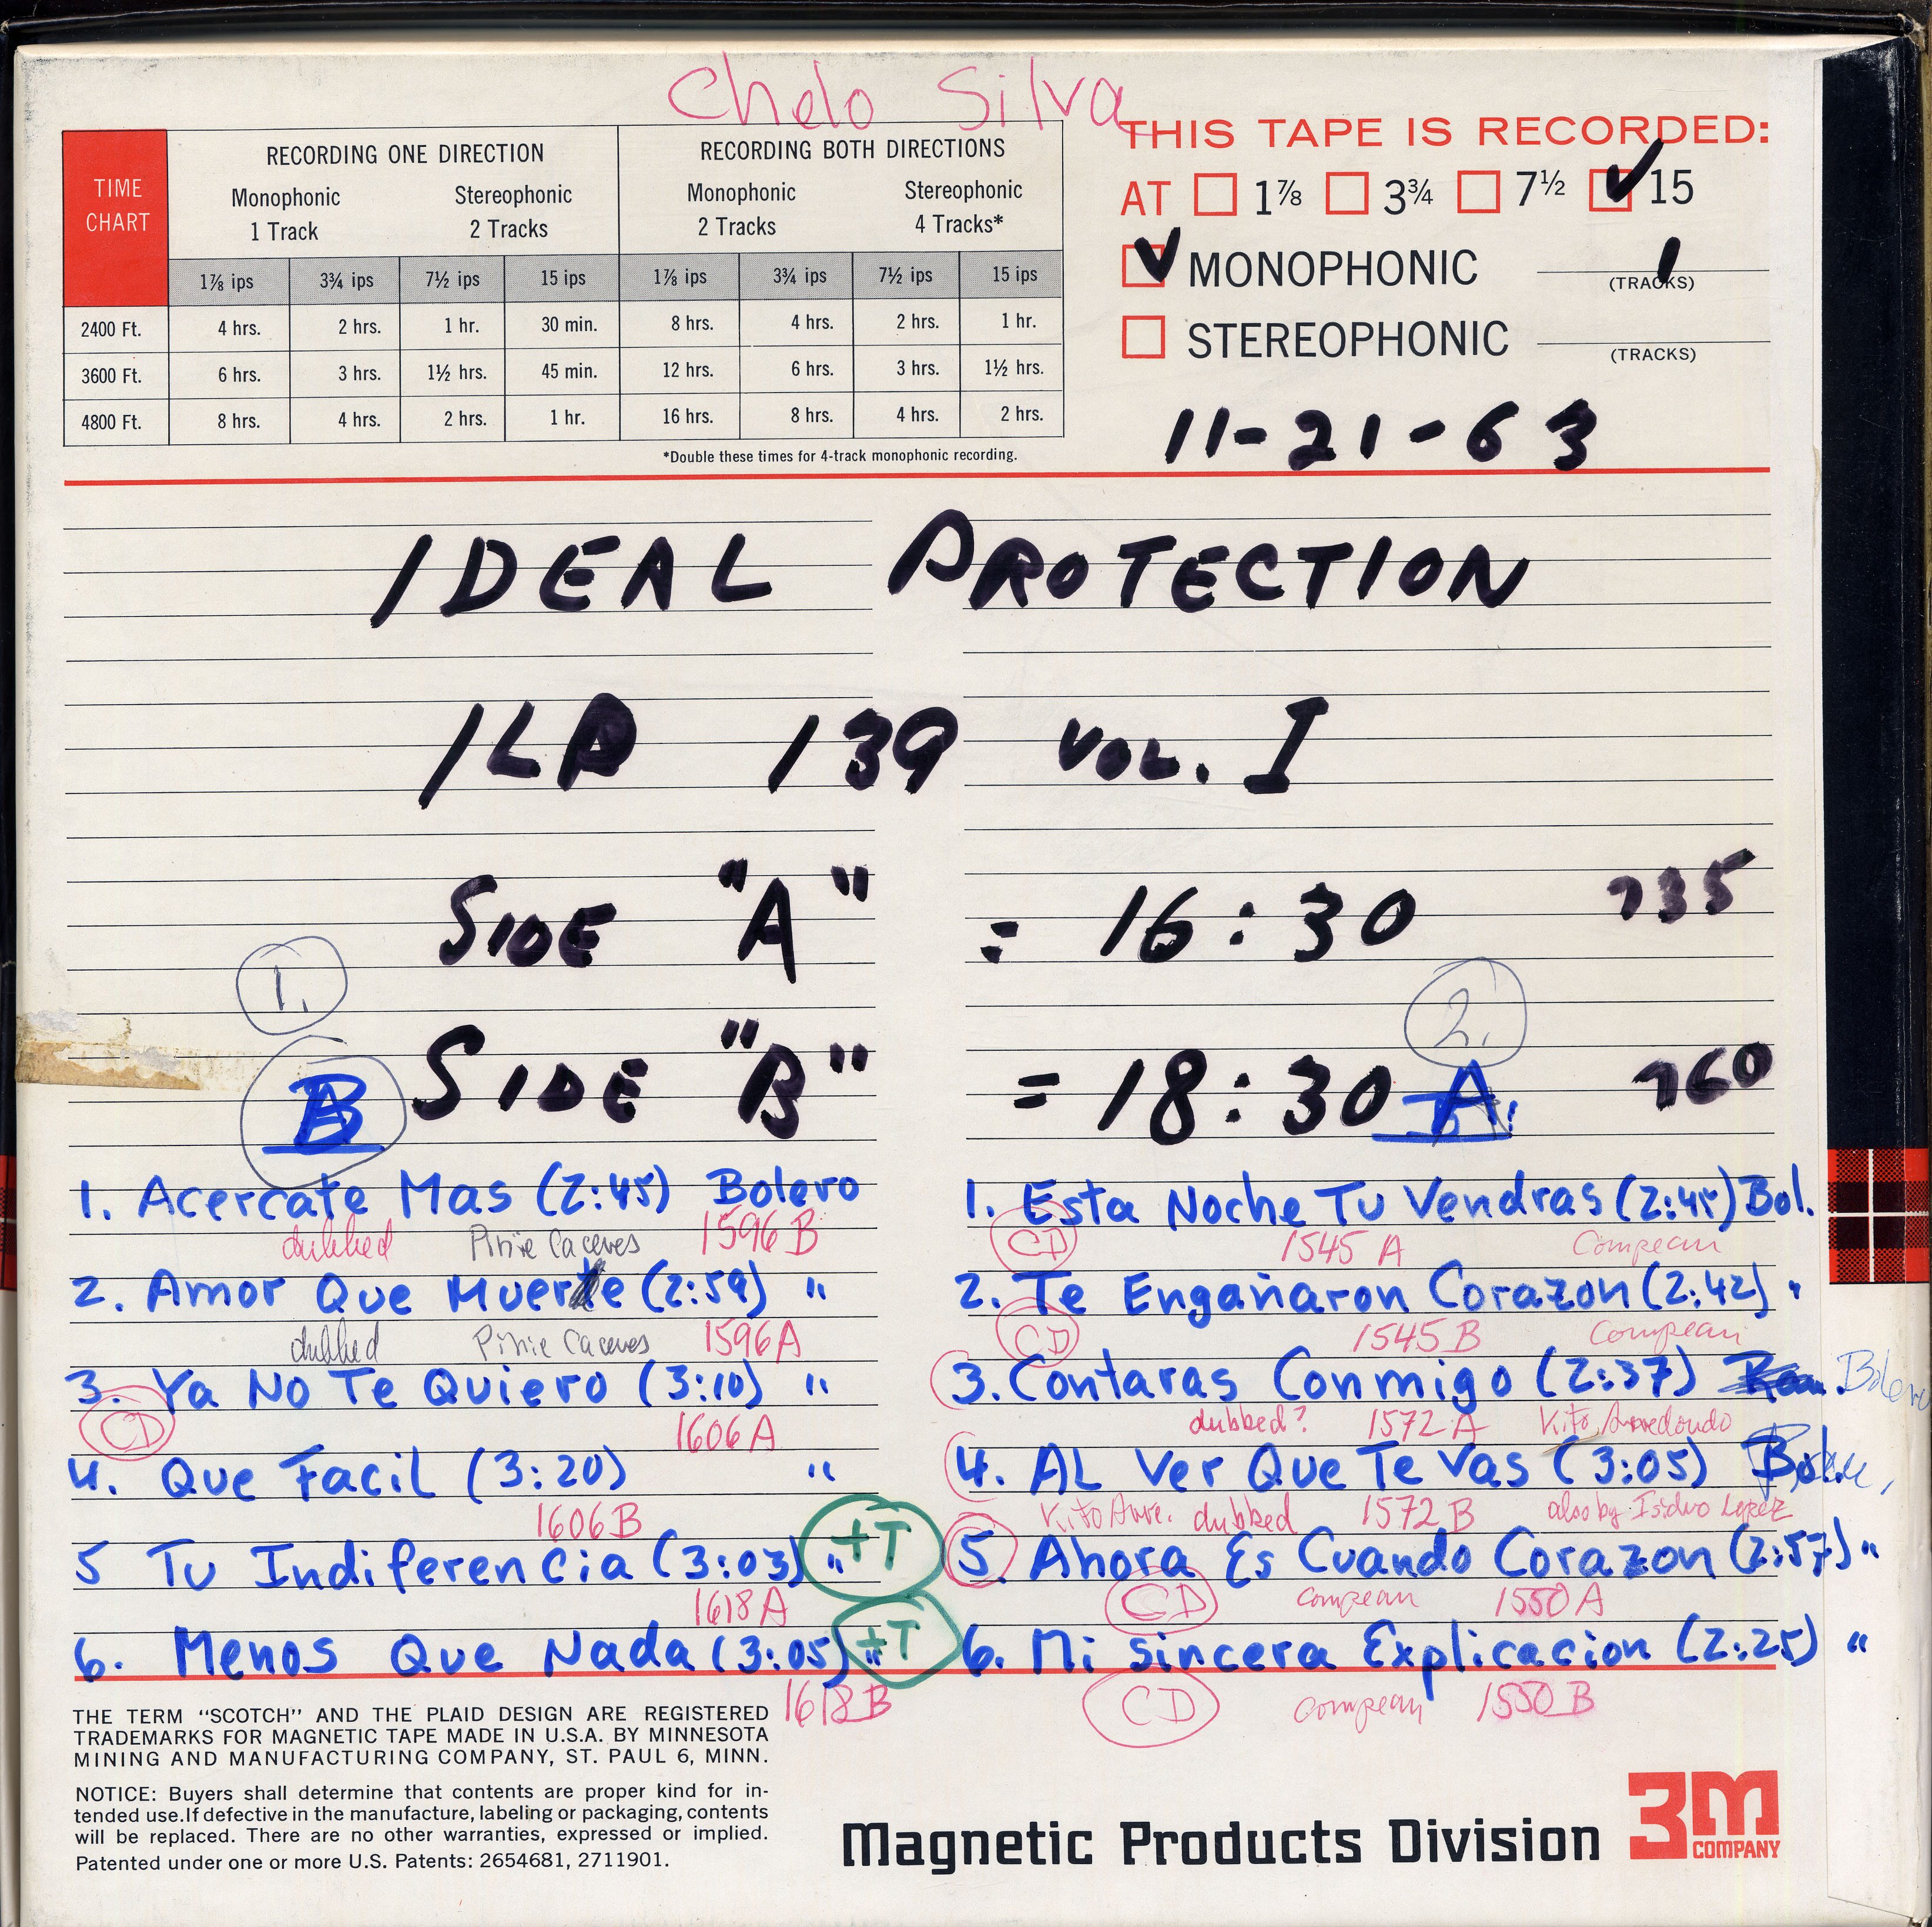 Chelo Silva
TIME CHART
RECORDING ONE DIRECTION
RECORDING BOTH DIRECTIONS
Monophonic 1 Track
Stereophonic 2 Tracks
Monophonic 2 Tracks
Stereophonic 4 Tracks*
1⅞ ips 3¾ ips 7½ ips 15 ips 1⅞ ips 3¾ ips 7½ ips 15 ips
2400 Ft. 4 hrs. 2 hrs. 1 hr. 30 min. 8 hrs. 4 hrs. 2 hrs. 1 hr.
3600 Ft. 6 hrs. 3 hrs. 1½ hrs. 45 min. 12 hrs. 6 hrs. 3 hrs. 1½ hrs.
4800 Ft. 8 hrs. 4 hrs. 2 hrs. 1 hr. 16 hrs. 8 hrs. 4 hrs. 2 hrs.
*Double these times for 4-track monophonic recording.
THIS TAPE IS RECORDED:
AT 1⅞ 3¾ 7½ ✓ 15
✓ MONOPHONIC 1 (TRACKS)
STEREOPHONIC (TRACKS)
11-21-63
IDEAL PROTECTION
ILP 139 VOL. I
SIDE "A" = 16:30 735
1. 2.
SIDE "B" = 18:30 760
B
1. Acercate Mas (2:45) Bolero
dubbed 1596 B
2. Amor Que Muere (2:59) "
dubbed 1596 A
3. Ya No Te Quiero (3:10) "
CD 1606 A
4. Que Facil (3:20) "
1606 B
5 Tu Indiferencia (3:03) " +T
1618 A
6. Menos Que Nada (3:05) " +T
1618 B
A
1. Esta Noche Tu Vendras (2:45) Bol.
CD 1545 A Compean
2. Te Engañaron Corazon (2:42) "
CD 1545 B Compean
3. Contaras Conmigo (2:37) Bolero
dubbed? 1572 A Kito Arredondo
4. AL Ver Que Te Vas (3:05) Bol.
Kito Arre. dubbed 1572 B also by Isidro Lopez
5. Ahora Es Cuando Corazon (2:57) "
CD compean 1550 A
6. Mi sincera Explicacion (2:25) "
CD compean 1550 B
THE TERM "SCOTCH" AND THE PLAID DESIGN ARE REGISTERED
TRADEMARKS FOR MAGNETIC TAPE MADE IN U.S.A. BY MINNESOTA
MINING AND MANUFACTURING COMPANY, ST. PAUL 6, MINN.
NOTICE: Buyers shall determine that contents are proper kind for in-
tended use. If defective in the manufacture, labeling or packaging, contents
will be replaced. There are no other warranties, expressed or implied.
Patented under one or more U.S. Patents: 2654681, 2711901.
Magnetic Products Division
3M COMPANY